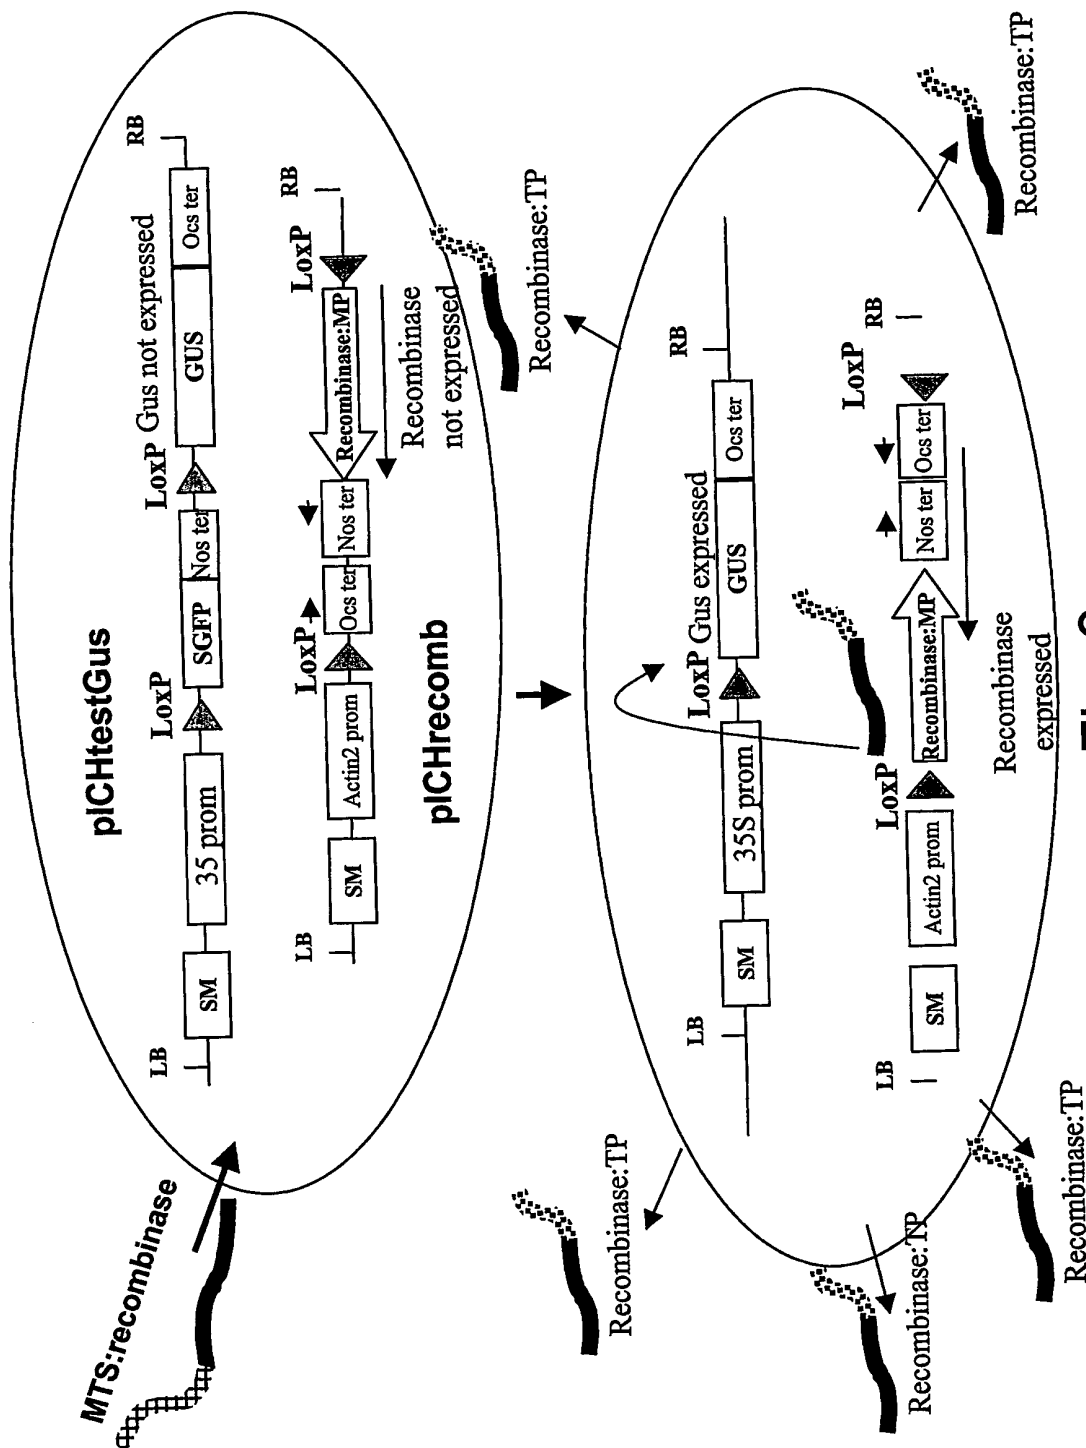 MTS:recombinase
pICHtestGus
LB
LoxP
LoxP
Gus not expressed
RB
SM
35 prom
SGFP
Nos ter
GUS
Ocs ter
LB
LoxP
LoxP
RB
SM
Actin2 prom
Ocs ter
Nos ter
Recombinase:MP
Recombinase
not expressed
pICHrecomb
Recombinase:TP
Recombinase:TP
LB
LoxP
Gus expressed
RB
SM
35S prom
GUS
Ocs ter
LB
LoxP
LoxP
RB
SM
Actin2 prom
Recombinase:MP
Nos ter
Ocs ter
Recombinase
expressed
Recombinase:TP
Recombinase:TP
Recombinase:TP